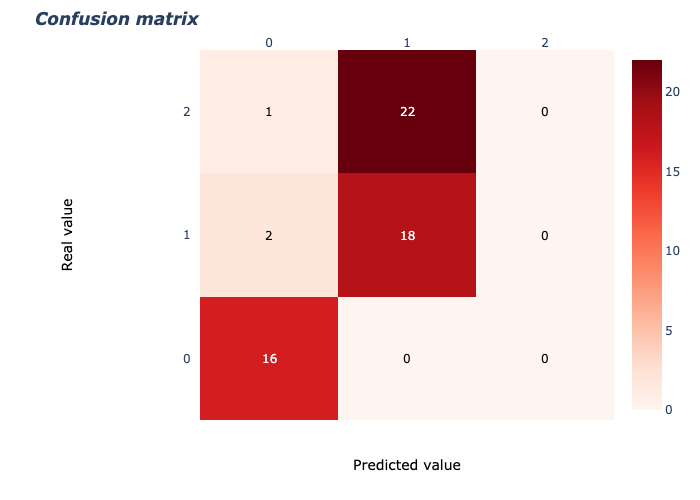 Confusion matrix
0 1 2
2 1 22 0
1 2 18 0
0 16 0 0
Real value
Predicted value
20
15
10
5
0